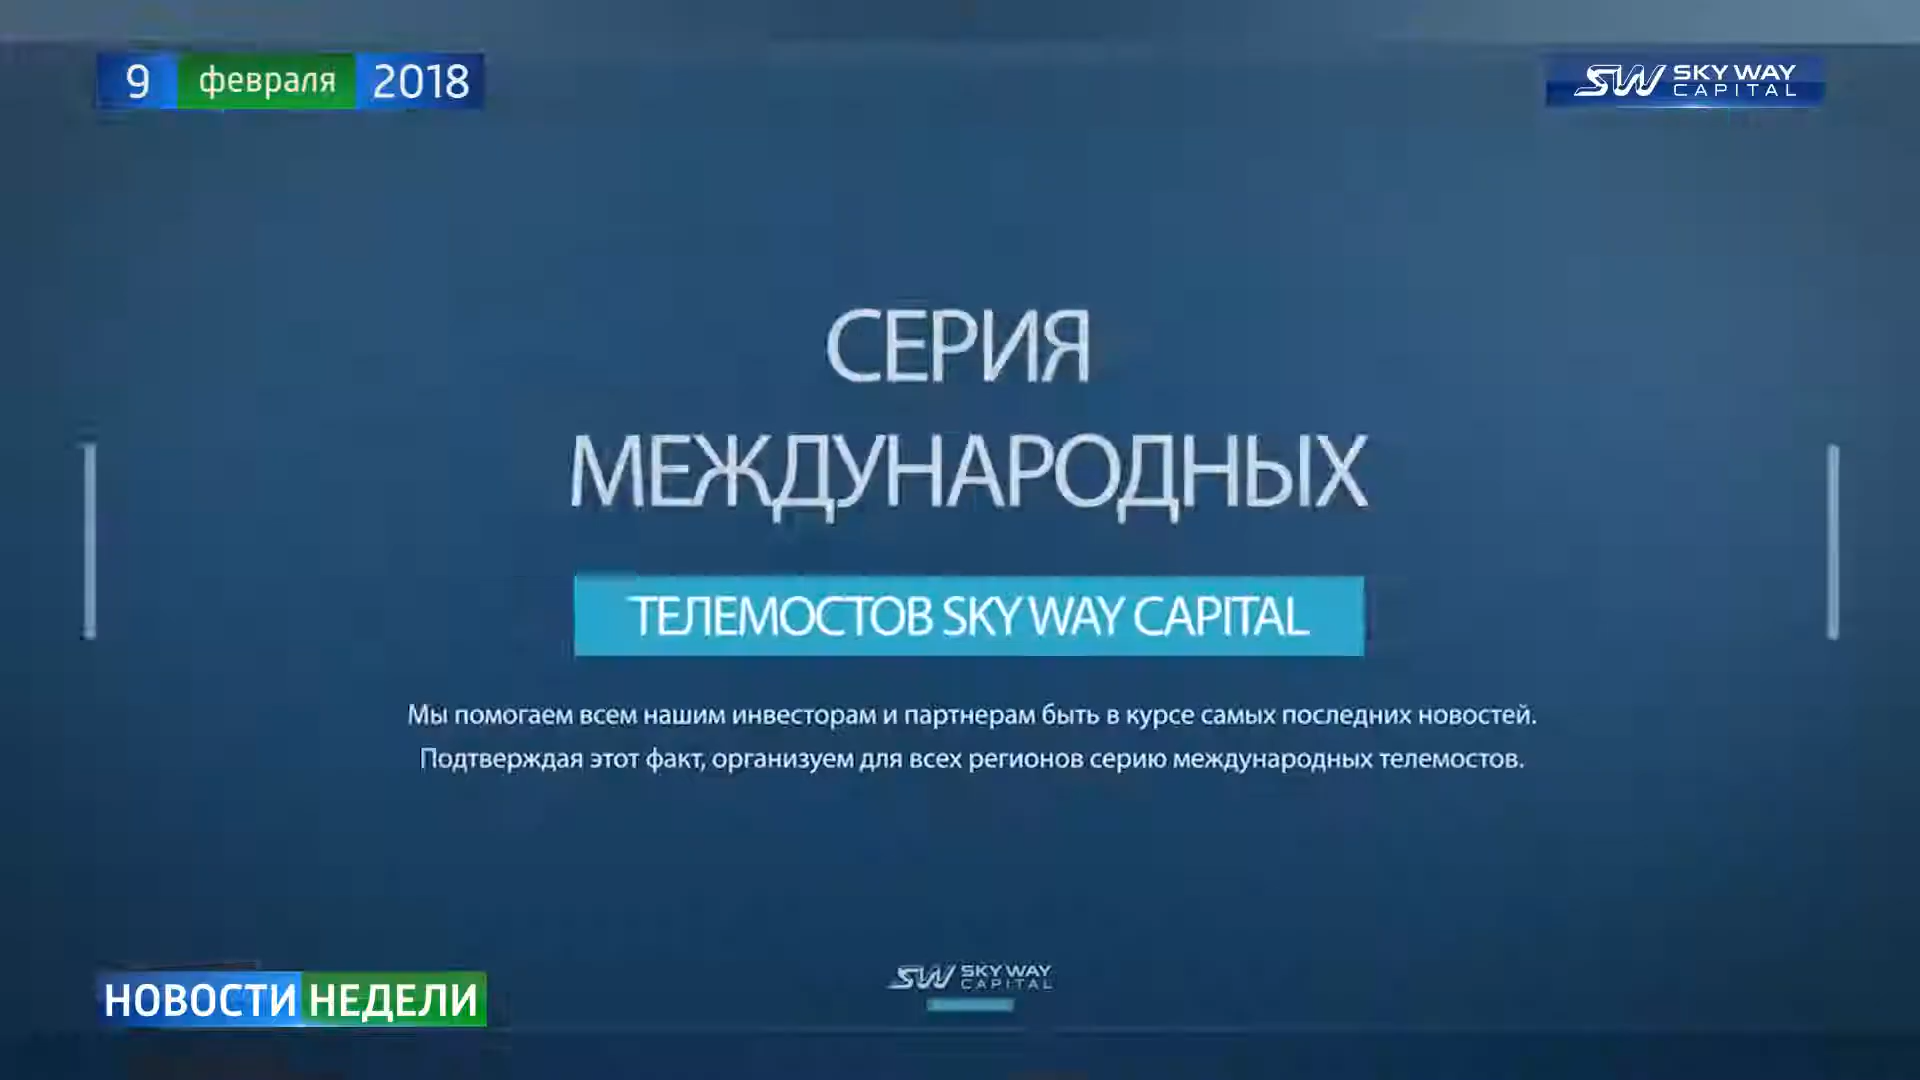 9 февраля 2018
SW SKY WAY
CAPITAL
СЕРИЯ
МЕЖДУНАРОДНЫХ
ТЕЛЕМОСТОВ SKY WAY CAPITAL
Мы помогаем всем нашим инвесторам и партнерам быть в курсе самых последних новостей.
Подтверждая этот факт, организуем для всех регионов серию международных телемостов.
SW SKY WAY
CAPITAL
НОВОСТИ НЕДЕЛИ